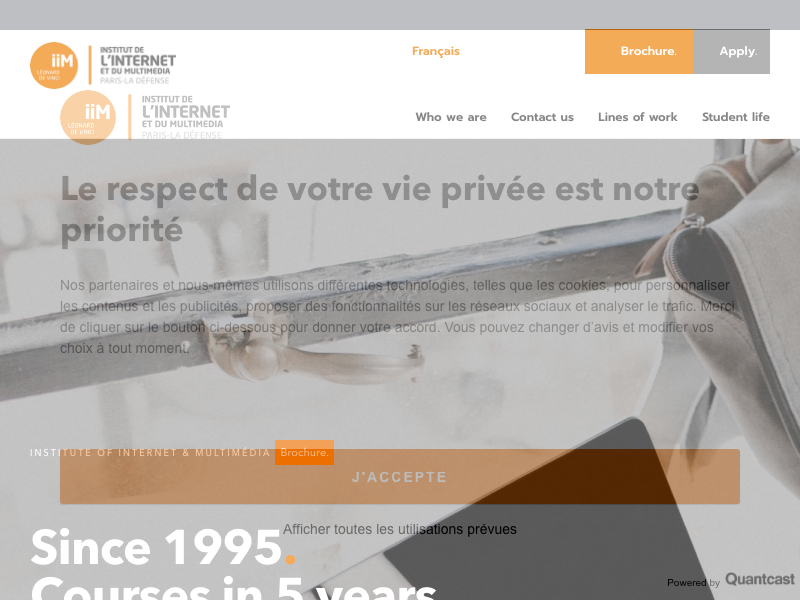 iiM
LÉONARD
DE VINCI
INSTITUT DE
L'INTERNET
ET DU MULTIMEDIA
PARIS-LA DÉFENSE
Français
Brochure.
Apply.
iiM
LÉONARD
DE VINCI
INSTITUT DE
L'INTERNET
ET DU MULTIMEDIA
PARIS-LA DÉFENSE
Who we are
Contact us
Lines of work
Student life
Le respect de votre vie privée est notre
priorité
Nos partenaires et nous-mêmes utilisons différentes technologies, telles que les cookies, pour personnaliser
les contenus et les publicités, proposer des fonctionnalités sur les réseaux sociaux et analyser le trafic. Merci
de cliquer sur le bouton ci-dessous pour donner votre accord. Vous pouvez changer d'avis et modifier vos
choix à tout moment.
INSTITUTE OF INTERNET & MULTIMÉDIA
Brochure.
J'ACCEPTE
Afficher toutes les utilisations prévues
Since 1995.
Courses in 5 years
Powered by Quantcast